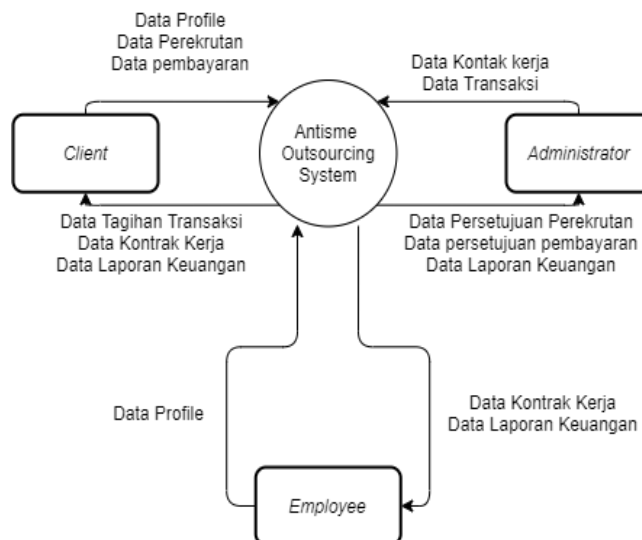 Data Profile
Data Perekrutan
Data pembayaran
Data Kontak kerja
Data Transaksi
Client
Antisme
Outsourcing
System
Administrator
Data Tagihan Transaksi
Data Kontrak Kerja
Data Laporan Keuangan
Data Persetujuan Perekrutan
Data persetujuan pembayaran
Data Laporan Keuangan
Data Profile
Data Kontrak Kerja
Data Laporan Keuangan
Employee